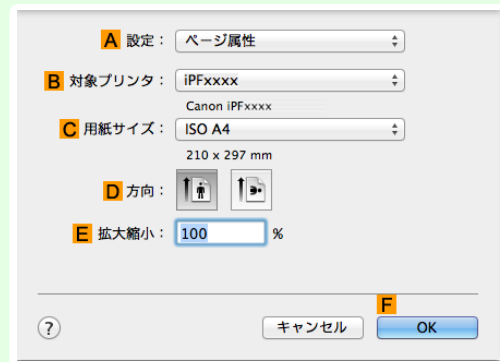 A 設定： ページ属性
B 対象プリンタ： iPFxxxx
Canon iPFxxxx
C 用紙サイズ： ISO A4
210 x 297 mm
D 方向：
E 拡大縮小： 100 %
F
? キャンセル OK